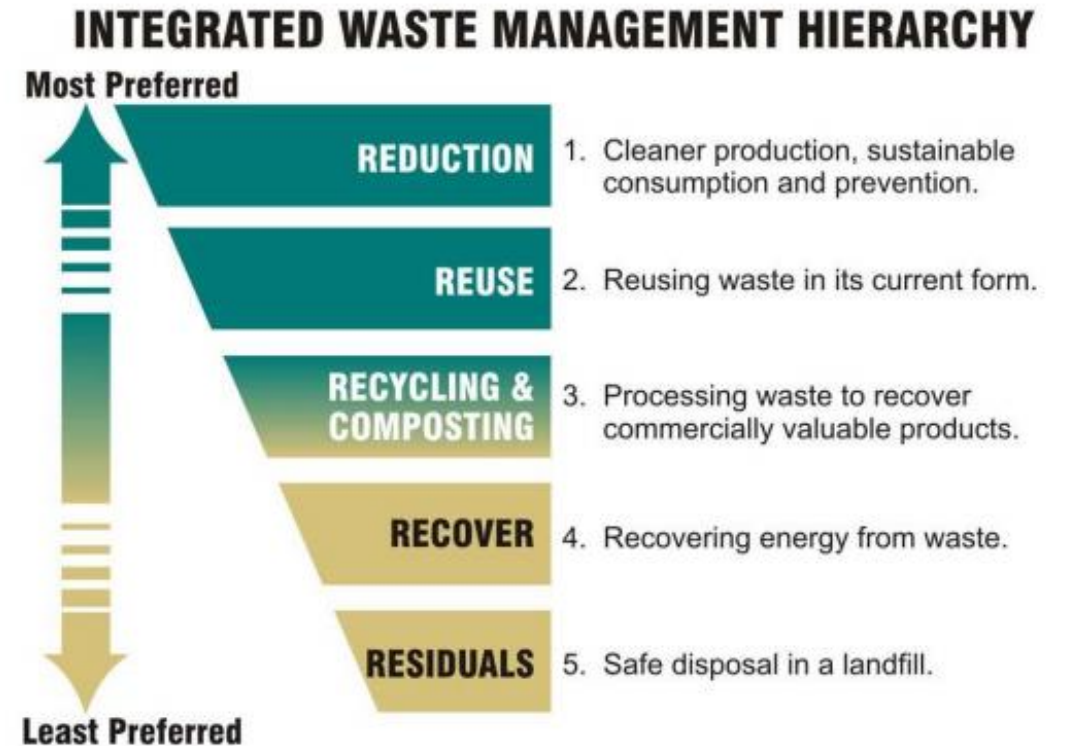 INTEGRATED WASTE MANAGEMENT HIERARCHY
Most Preferred
REDUCTION
1. Cleaner production, sustainable
consumption and prevention.
REUSE
2. Reusing waste in its current form.
RECYCLING &
COMPOSTING
3. Processing waste to recover
commercially valuable products.
RECOVER
4. Recovering energy from waste.
RESIDUALS
5. Safe disposal in a landfill.
Least Preferred